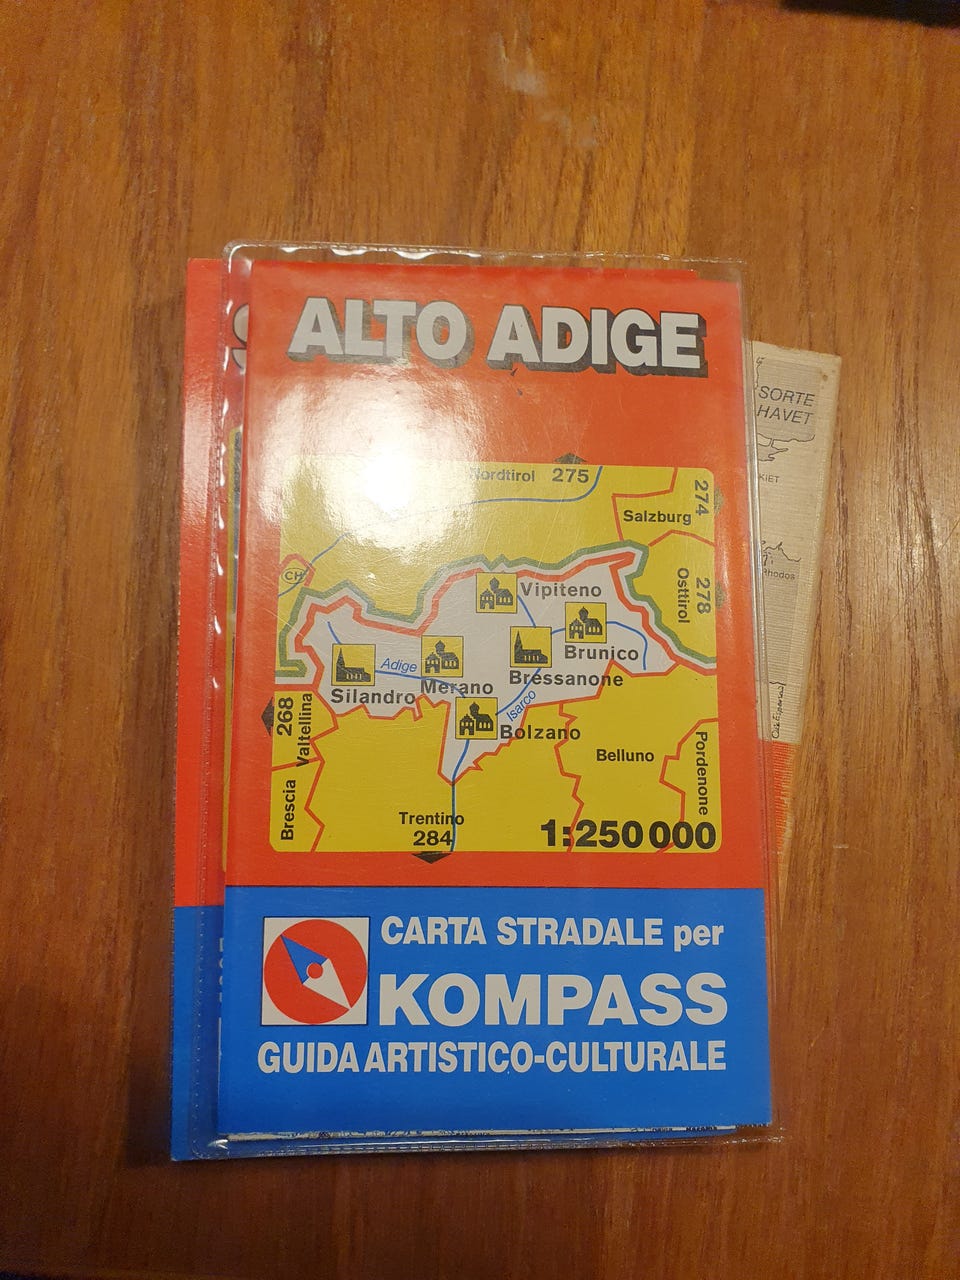 ALTO ADIGE
SORTE
HAVET
Nordtirol 275
274
Salzburg
CH
Vipiteno
278
Osttirol
Brunico
Adige
Bressanone
Merano
Silandro
Isarco
Bolzano
268
Valtellina
Belluno
Pordenone
Brescia
Trentino
284
1:250 000
CARTA STRADALE per
KOMPASS
GUIDA ARTISTICO-CULTURALE